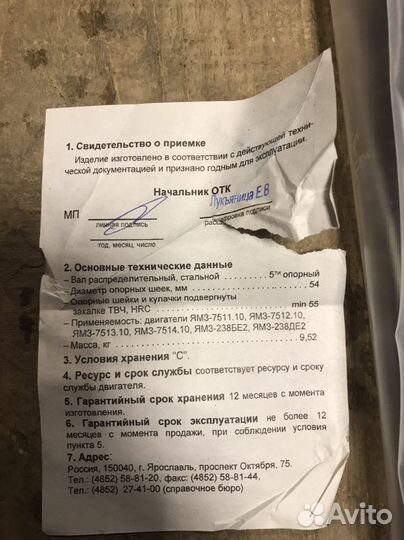 1. Свидетельство о приемке
Изделие изготовлено в соответствии с действующей техни-
ческой документацией и признано годным для эксплуатации.
Начальник ОТК
МП
Лукьяница Е.В
личная подпись
расшифровка подписи
год, месяц, число
2. Основные технические данные
– Вал распределительный, стальной . . . . . . . . . 5ти опорный
– Диаметр опорных шеек, мм . . . . . . . . . . . . . . . . . . . . . . 54
– Опорные шейки и кулачки подвергнуты
закалке ТВЧ, HRC . . . . . . . . . . . . . . . . . . . . . . . . . . min 55
– Применяемость: двигатели ЯМЗ-7511.10, ЯМЗ-7512.10,
ЯМЗ-7513.10, ЯМЗ-7514.10, ЯМЗ-238БЕ2, ЯМЗ-238ДЕ2
– Масса, кг . . . . . . . . . . . . . . . . . . . . . . . . . . . . . . . . . . . 9,52
3. Условия хранения "С".
4. Ресурс и срок службы соответствует ресурсу и сроку
службы двигателя.
5. Гарантийный срок хранения 12 месяцев с момента
изготовления.
6. Гарантийный срок эксплуатации не более 12
месяцев с момента продажи, при соблюдении условия
пункта 5.
7. Адрес:
Россия, 150040, г. Ярославль, проспект Октября, 75.
Тел.: (4852) 58-81-20, факс: (4852) 58-81-44,
Тел.: (4852) 27-41-00 (справочное бюро)
Avito